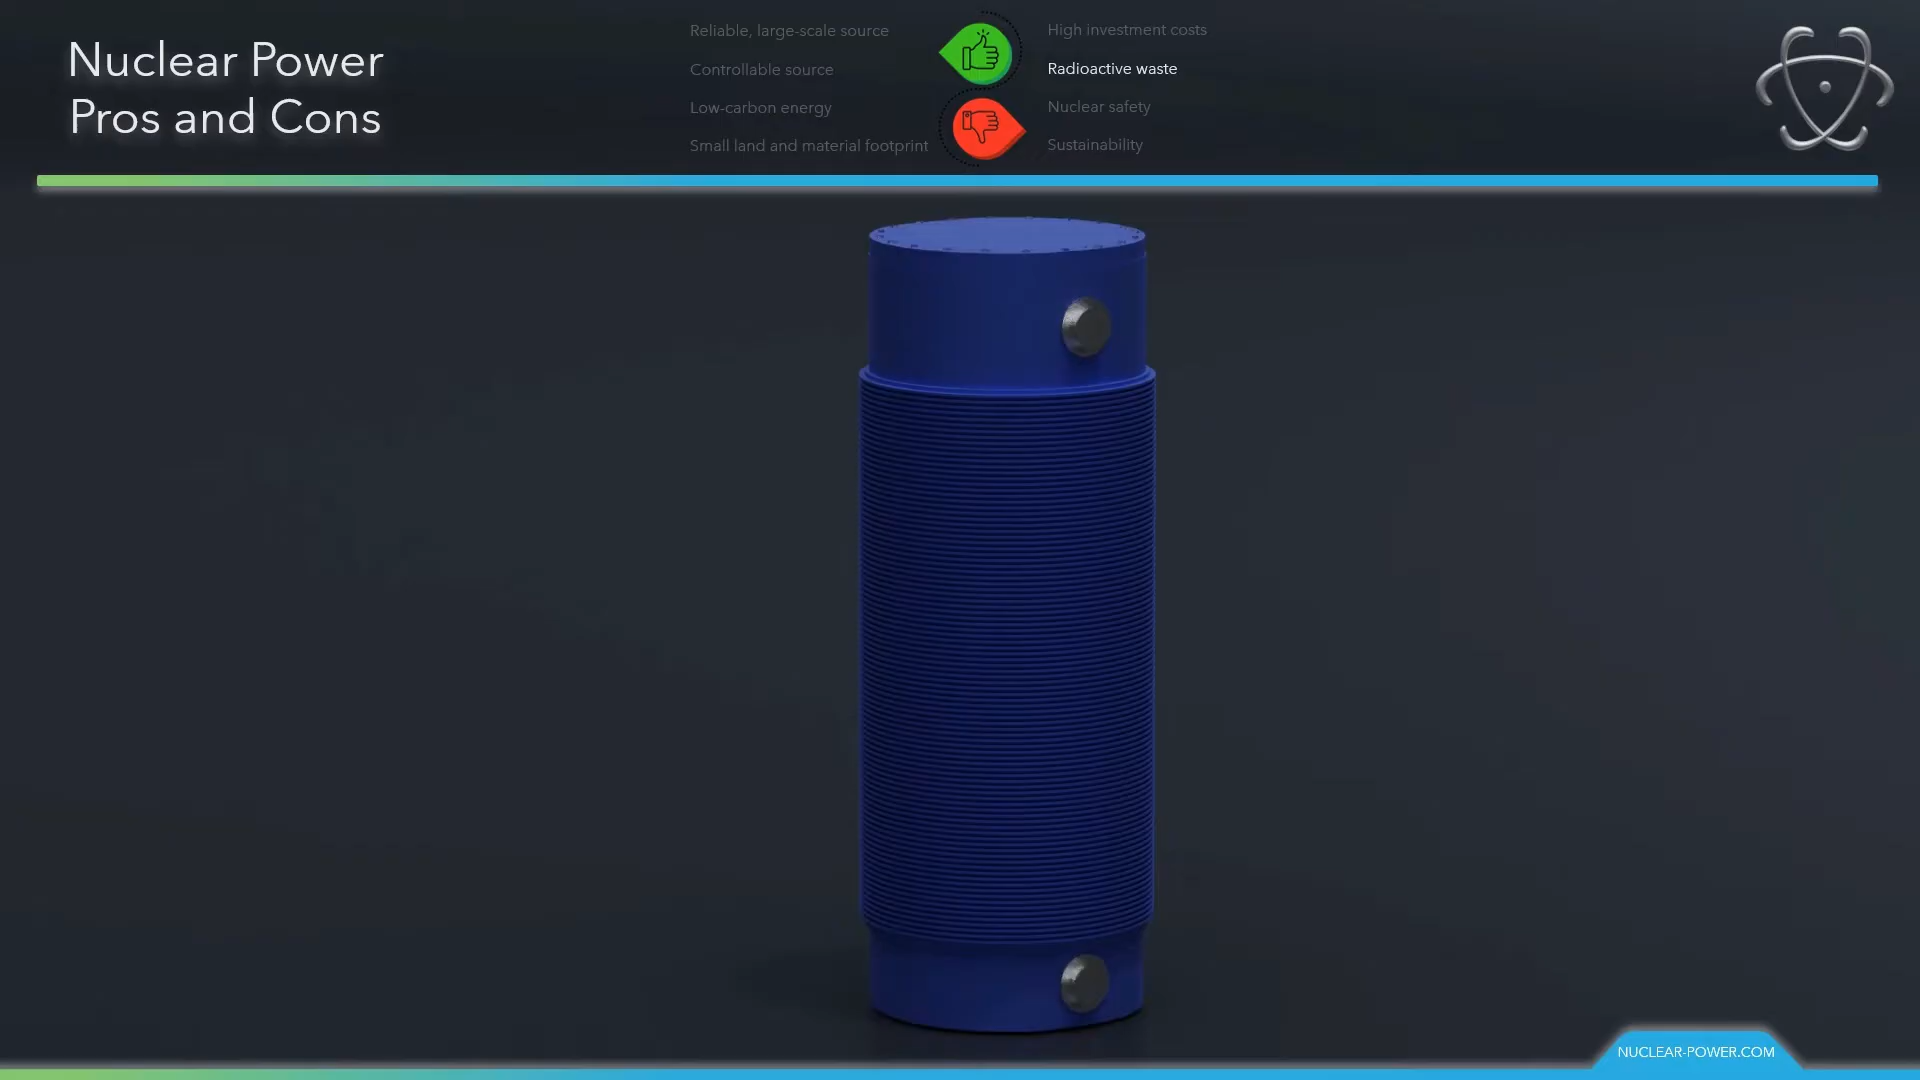 Nuclear Power
Pros and Cons
Reliable, large-scale source
Controllable source
Low-carbon energy
Small land and material footprint
High investment costs
Radioactive waste
Nuclear safety
Sustainability
NUCLEAR-POWER.COM